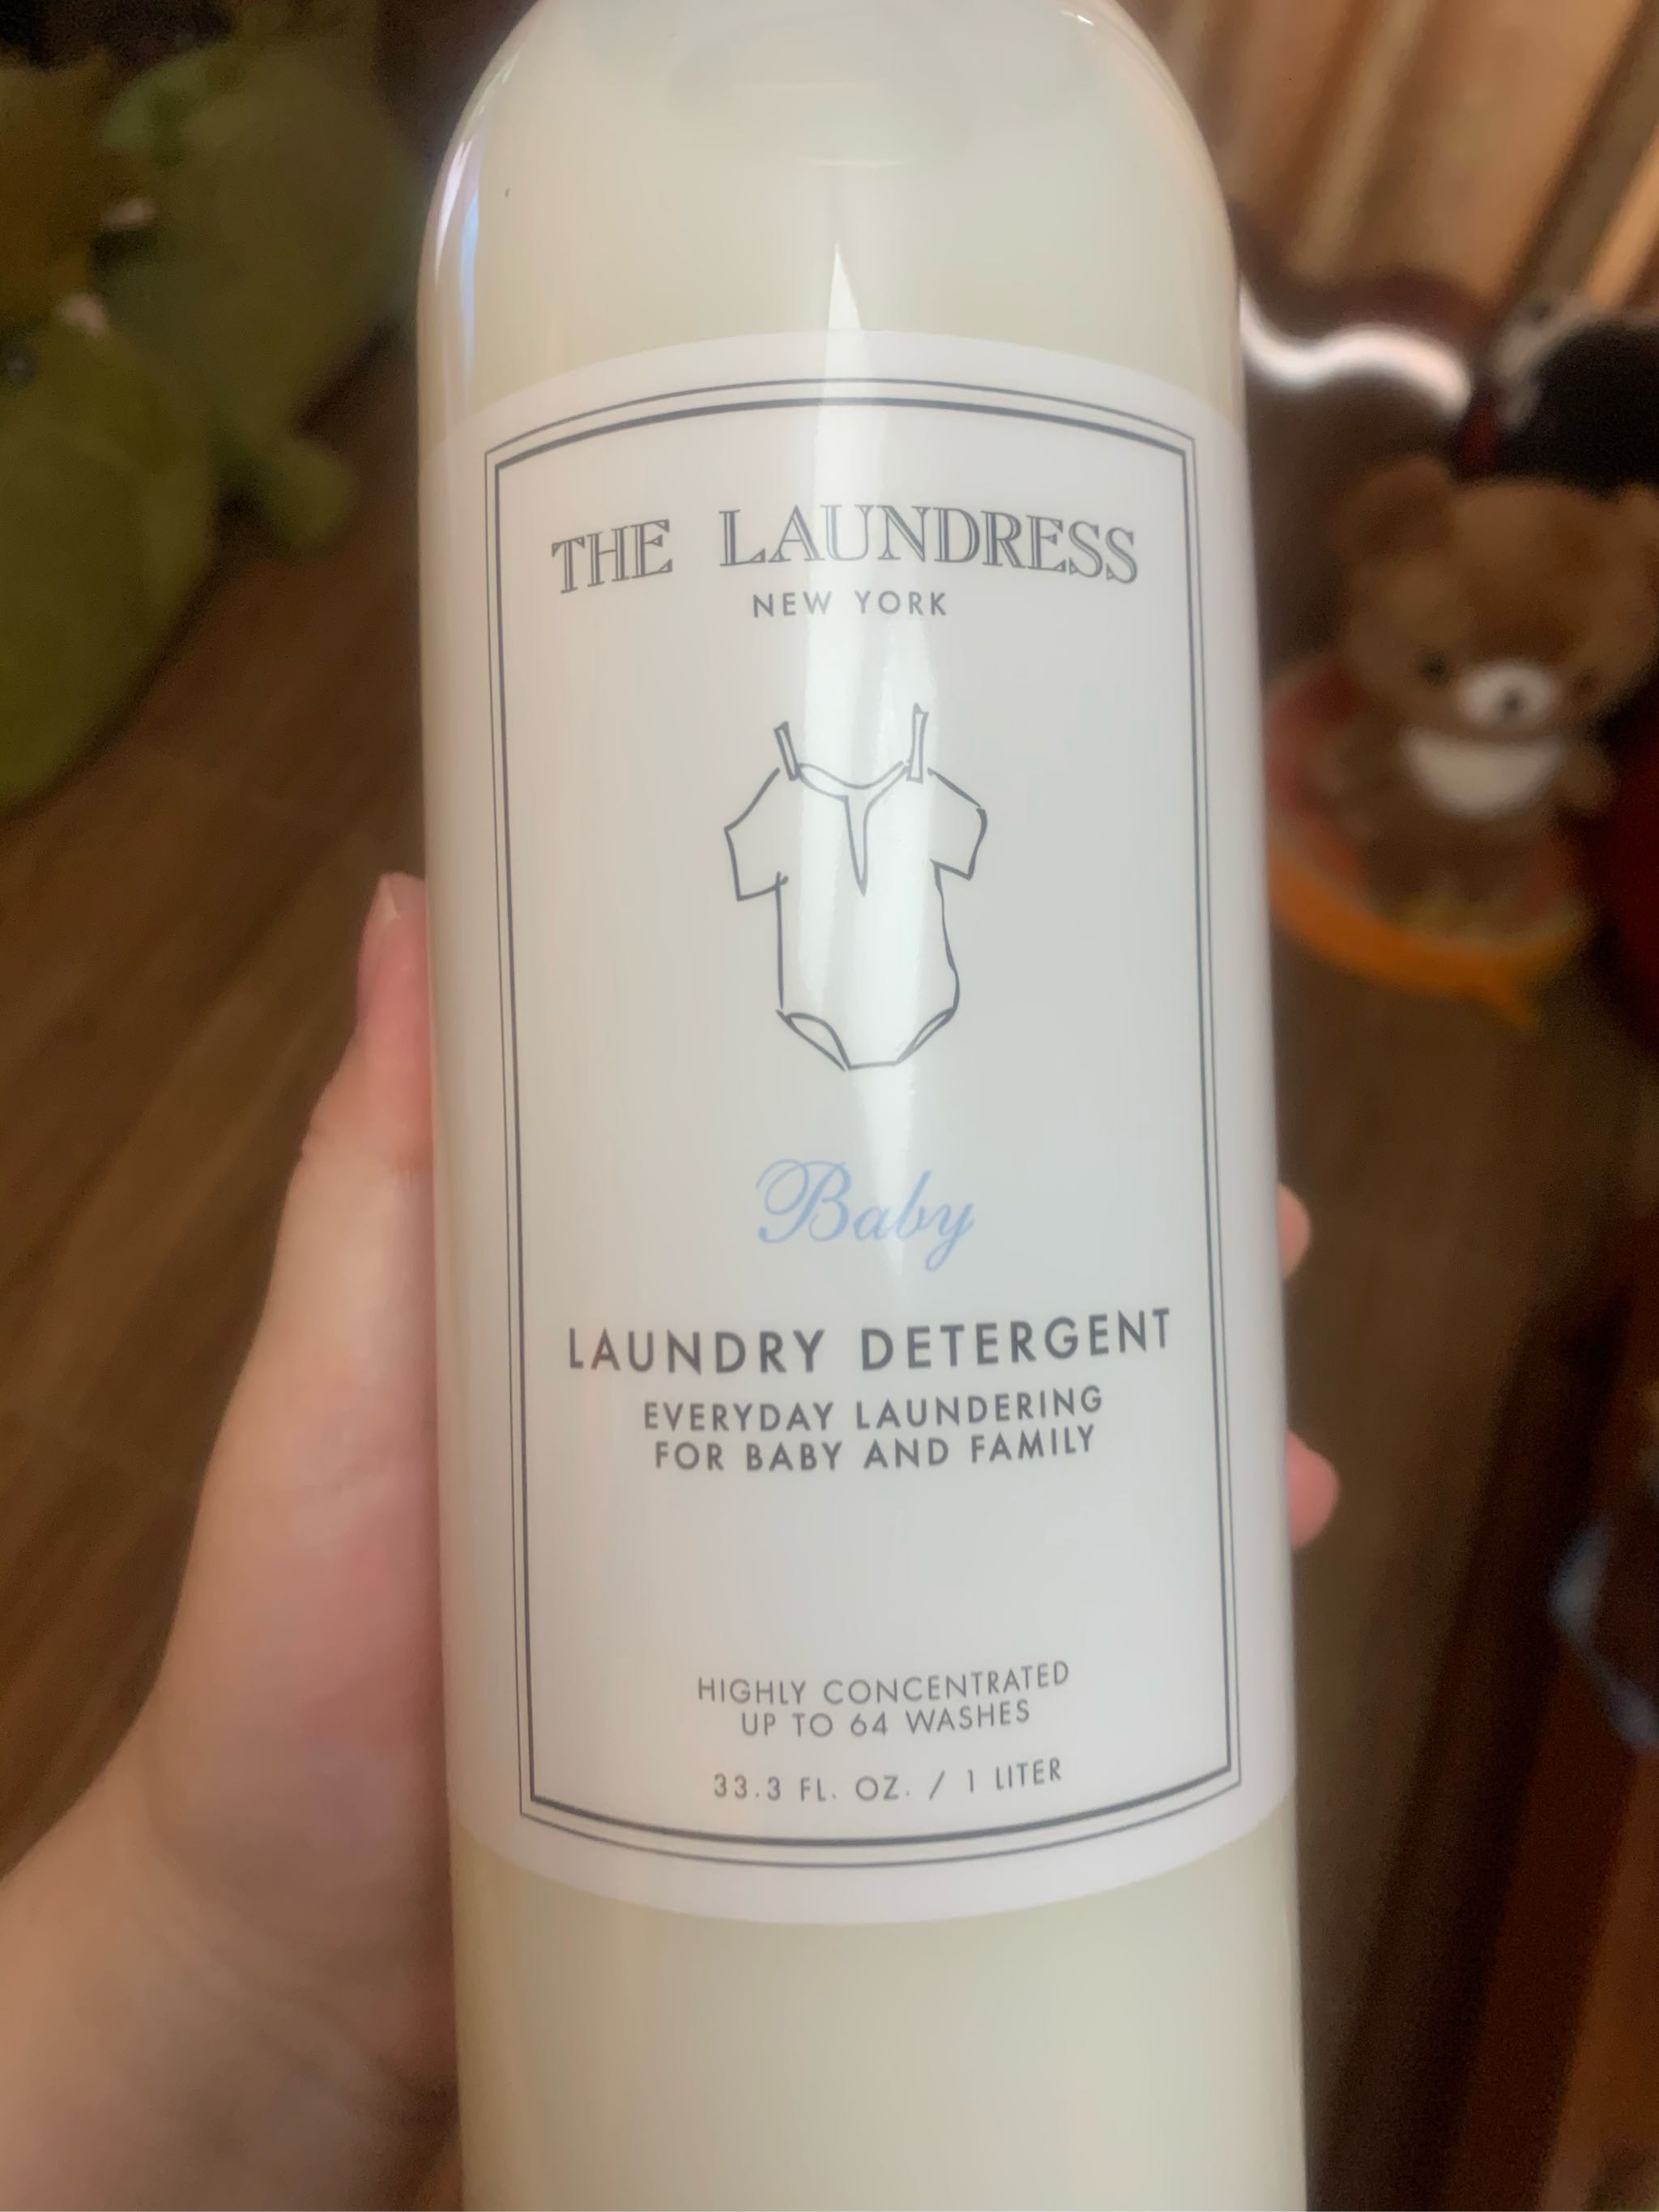 THE LAUNDRESS
NEW YORK
Baby
LAUNDRY DETERGENT
EVERYDAY LAUNDERING
FOR BABY AND FAMILY
HIGHLY CONCENTRATED
UP TO 64 WASHES
33.3 FL. OZ. / 1 LITER